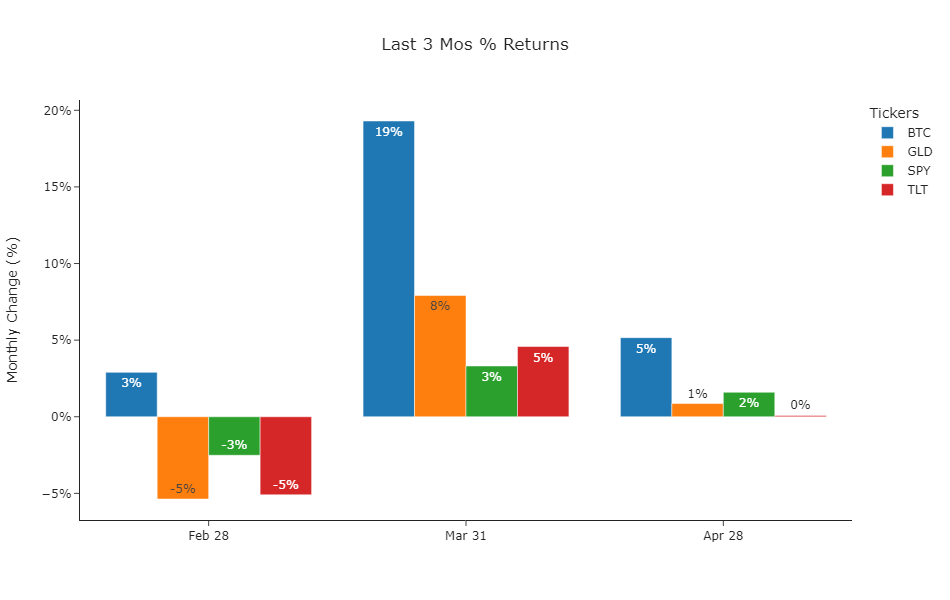 Last 3 Mos % Returns
Monthly Change (%)
20%
15%
10%
5%
0%
−5%
3%
-5%
-3%
-5%
19%
8%
3%
5%
5%
1%
2%
0%
Feb 28
Mar 31
Apr 28
Tickers
BTC
GLD
SPY
TLT